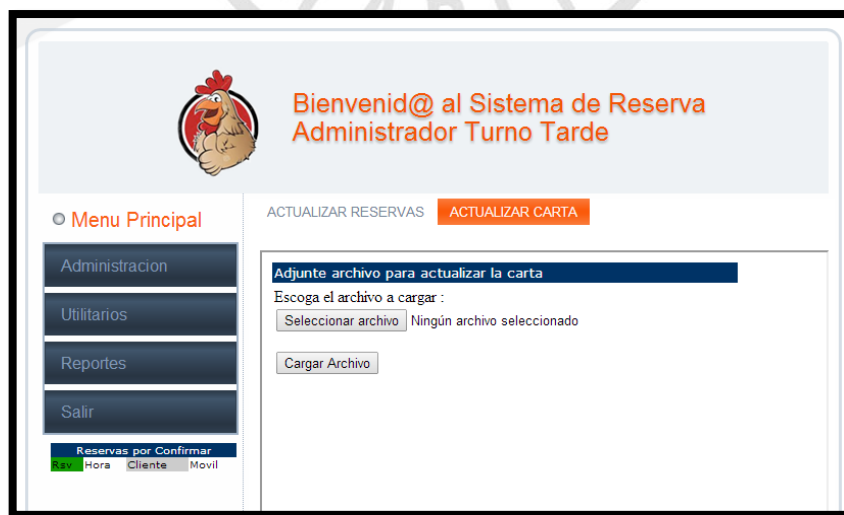 Bienvenid@ al Sistema de Reserva
Administrador Turno Tarde
Menu Principal
Administracion
Utilitarios
Reportes
Salir
Reservas por Confirmar
Rsv Hora Cliente Movil
ACTUALIZAR RESERVAS ACTUALIZAR CARTA
Adjunte archivo para actualizar la carta
Escoga el archivo a cargar :
Seleccionar archivo Ningún archivo seleccionado
Cargar Archivo